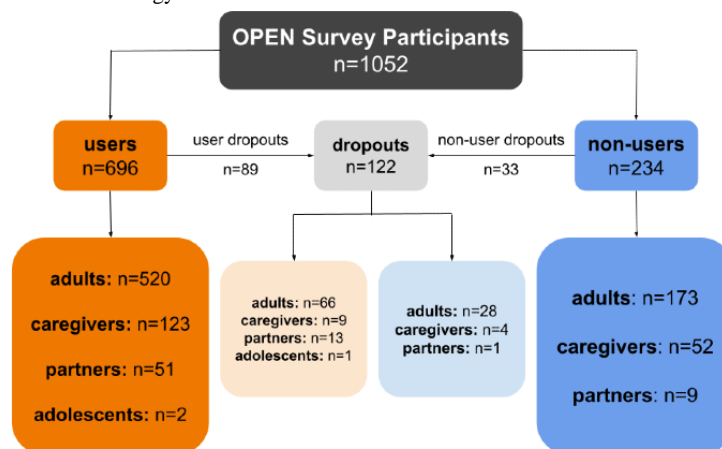 OPEN Survey Participants
n=1052
users
n=696
user dropouts
n=89
dropouts
n=122
non-user dropouts
n=33
non-users
n=234
adults: n=520
caregivers: n=123
partners: n=51
adolescents: n=2
adults: n=66
caregivers: n=9
partners: n=13
adolescents: n=1
adults: n=28
caregivers: n=4
partners: n=1
adults: n=173
caregivers: n=52
partners: n=9